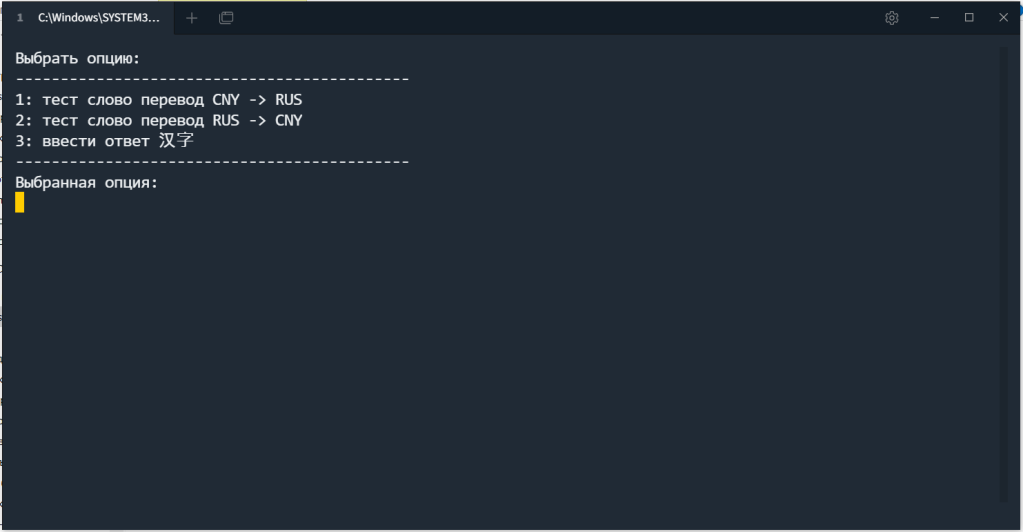 1 C:\Windows\SYSTEM3...
Выбрать опцию:
--------------------------------------------
1: тест слово перевод CNY -> RUS
2: тест слово перевод RUS -> CNY
3: ввести ответ 汉字
--------------------------------------------
Выбранная опция: